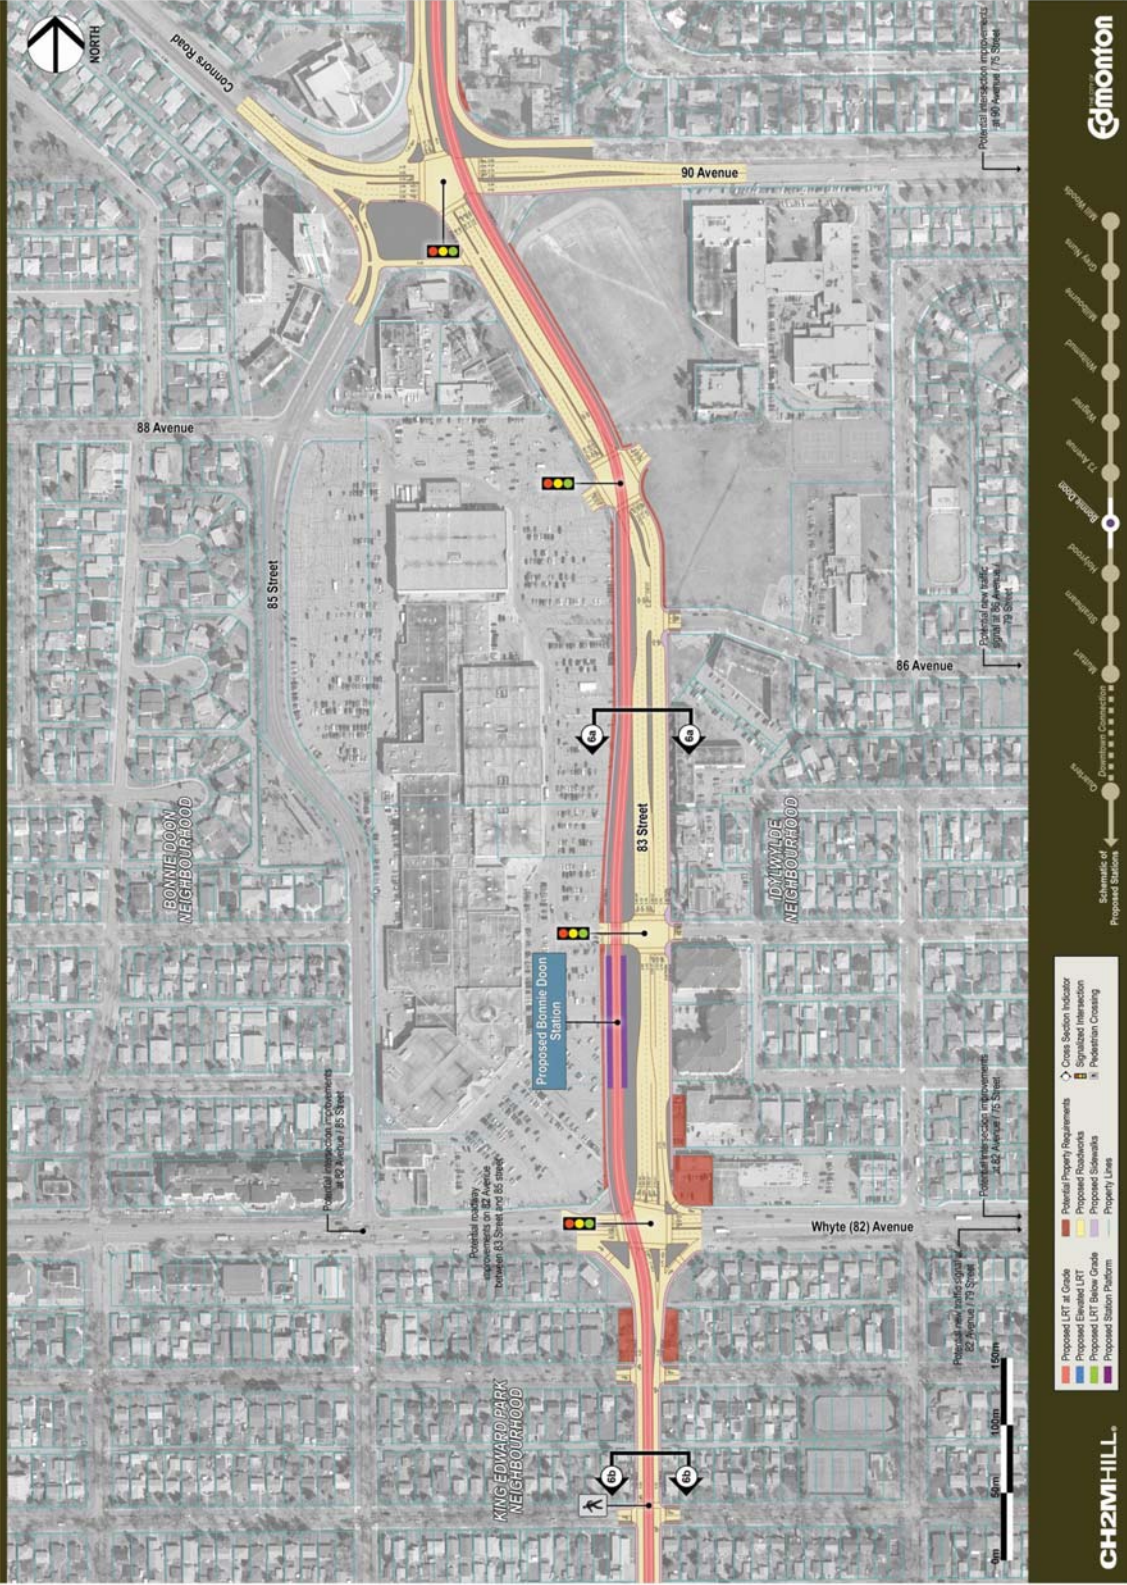 NORTH
Connors Road
90 Avenue
Potential intersection improvements
at 90 Avenue / 75 Street
88 Avenue
85 Street
86 Avenue
Potential new traffic
signal at 86 Avenue /
79 Street
6a
6a
83 Street
BONNIE DOON
NEIGHBOURHOOD
IDYLWYLDE
NEIGHBOURHOOD
Proposed Bonnie Doon
Station
Potential intersection improvements
at 82 Avenue / 85 Street
Potential roadway
improvements on 82 Avenue
between 83 Street and 85 street
Potential intersection improvements
at 82 Avenue / 75 Street
Whyte (82) Avenue
Potential new traffic signal at
82 Avenue / 79 Street
KING EDWARD PARK
NEIGHBOURHOOD
6b
6b
0m
50m
100m
150m
CH2MHILL®
Proposed LRT at Grade
Proposed Elevated LRT
Proposed LRT Below Grade
Proposed Station Platform
Potential Property Requirements
Proposed Roadworks
Proposed Sidewalks
Property Lines
Cross Section Indicator
Signalized Intersection
Pedestrian Crossing
Schematic of
Proposed Stations
Quarters
Downtown Connection
Muttart
Strathearn
Holyrood
Bonnie Doon
73 Avenue
Wagner
Whitemud
Millbourne
Grey Nuns
Mill Woods
THE CITY OF
Edmonton